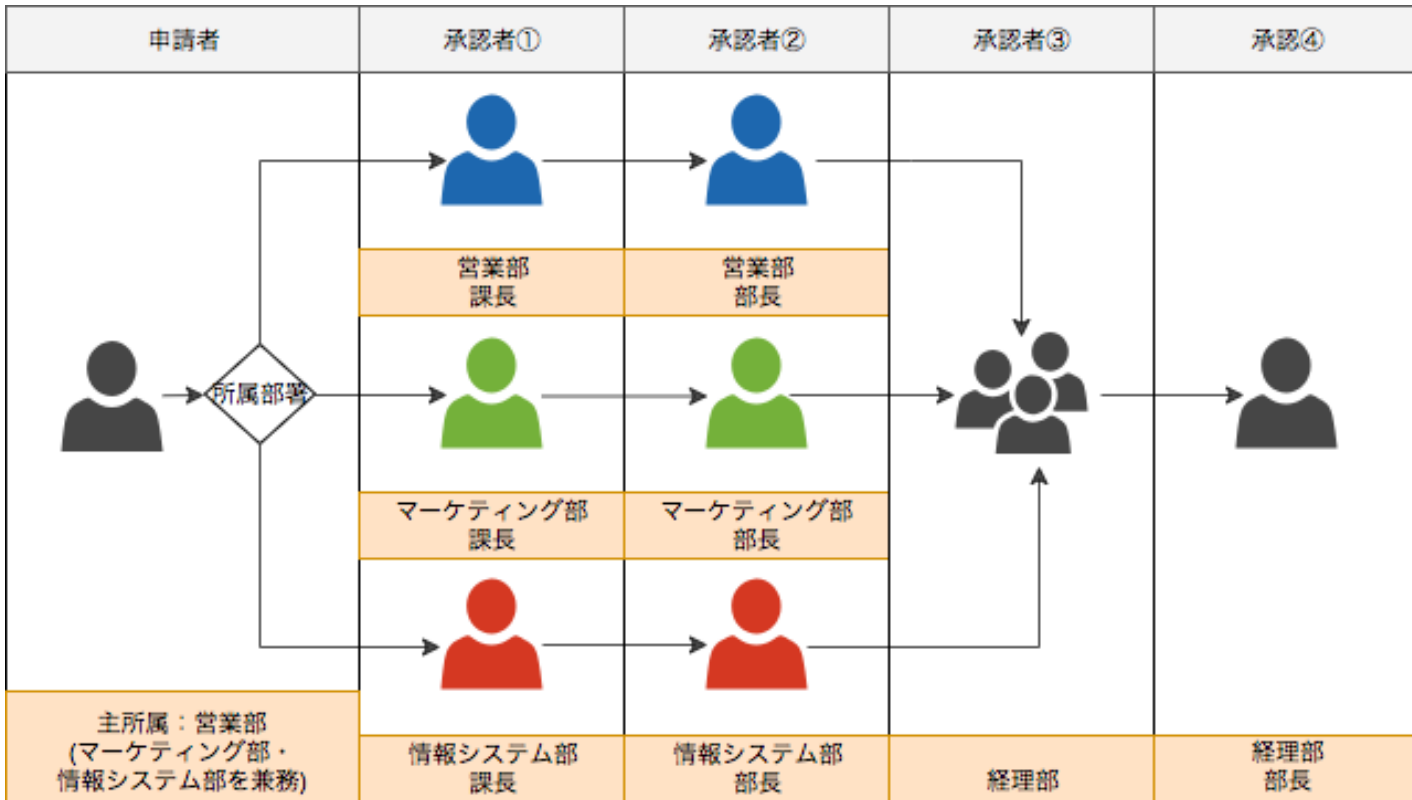 申請者
承認者①
承認者②
承認者③
承認④
所属部署
営業部
課長
営業部
部長
マーケティング部
課長
マーケティング部
部長
主所属：営業部
(マーケティング部・
情報システム部を兼務)
情報システム部
課長
情報システム部
部長
経理部
経理部
部長